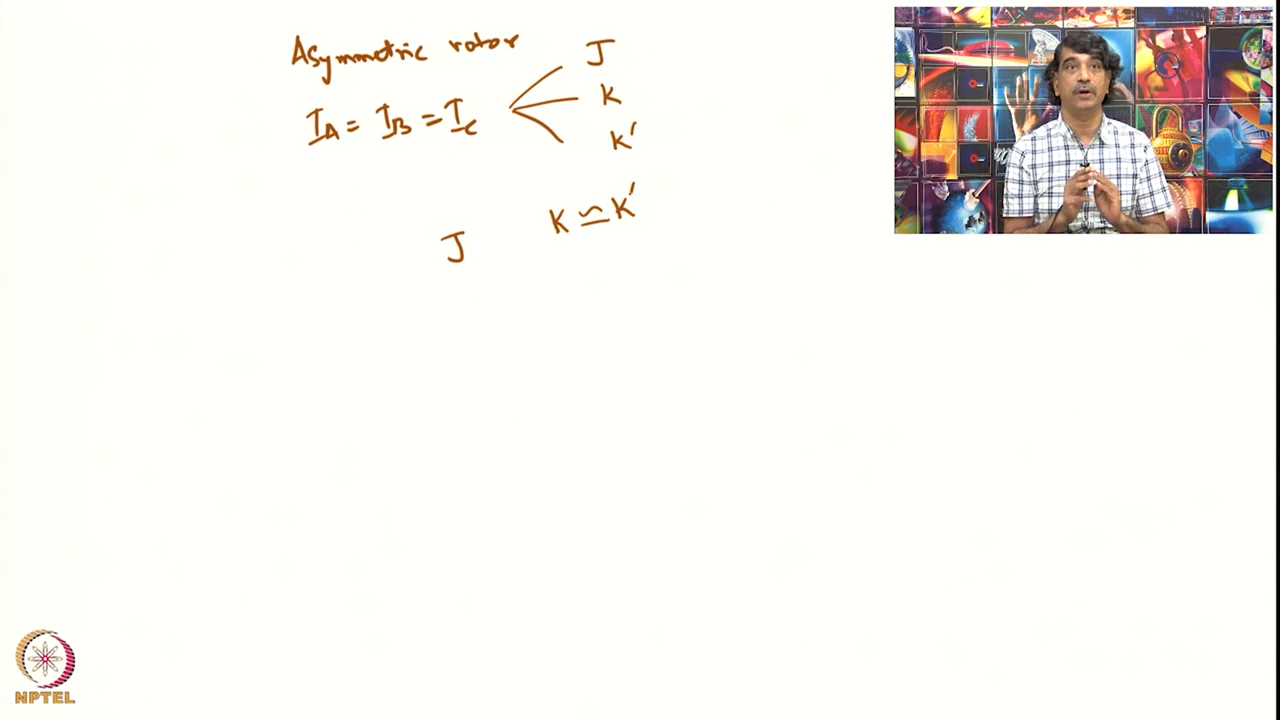 Asymmetric rotor
J
I_A = I_B = I_C
K
K'
K ≃ K'
J
NPTEL